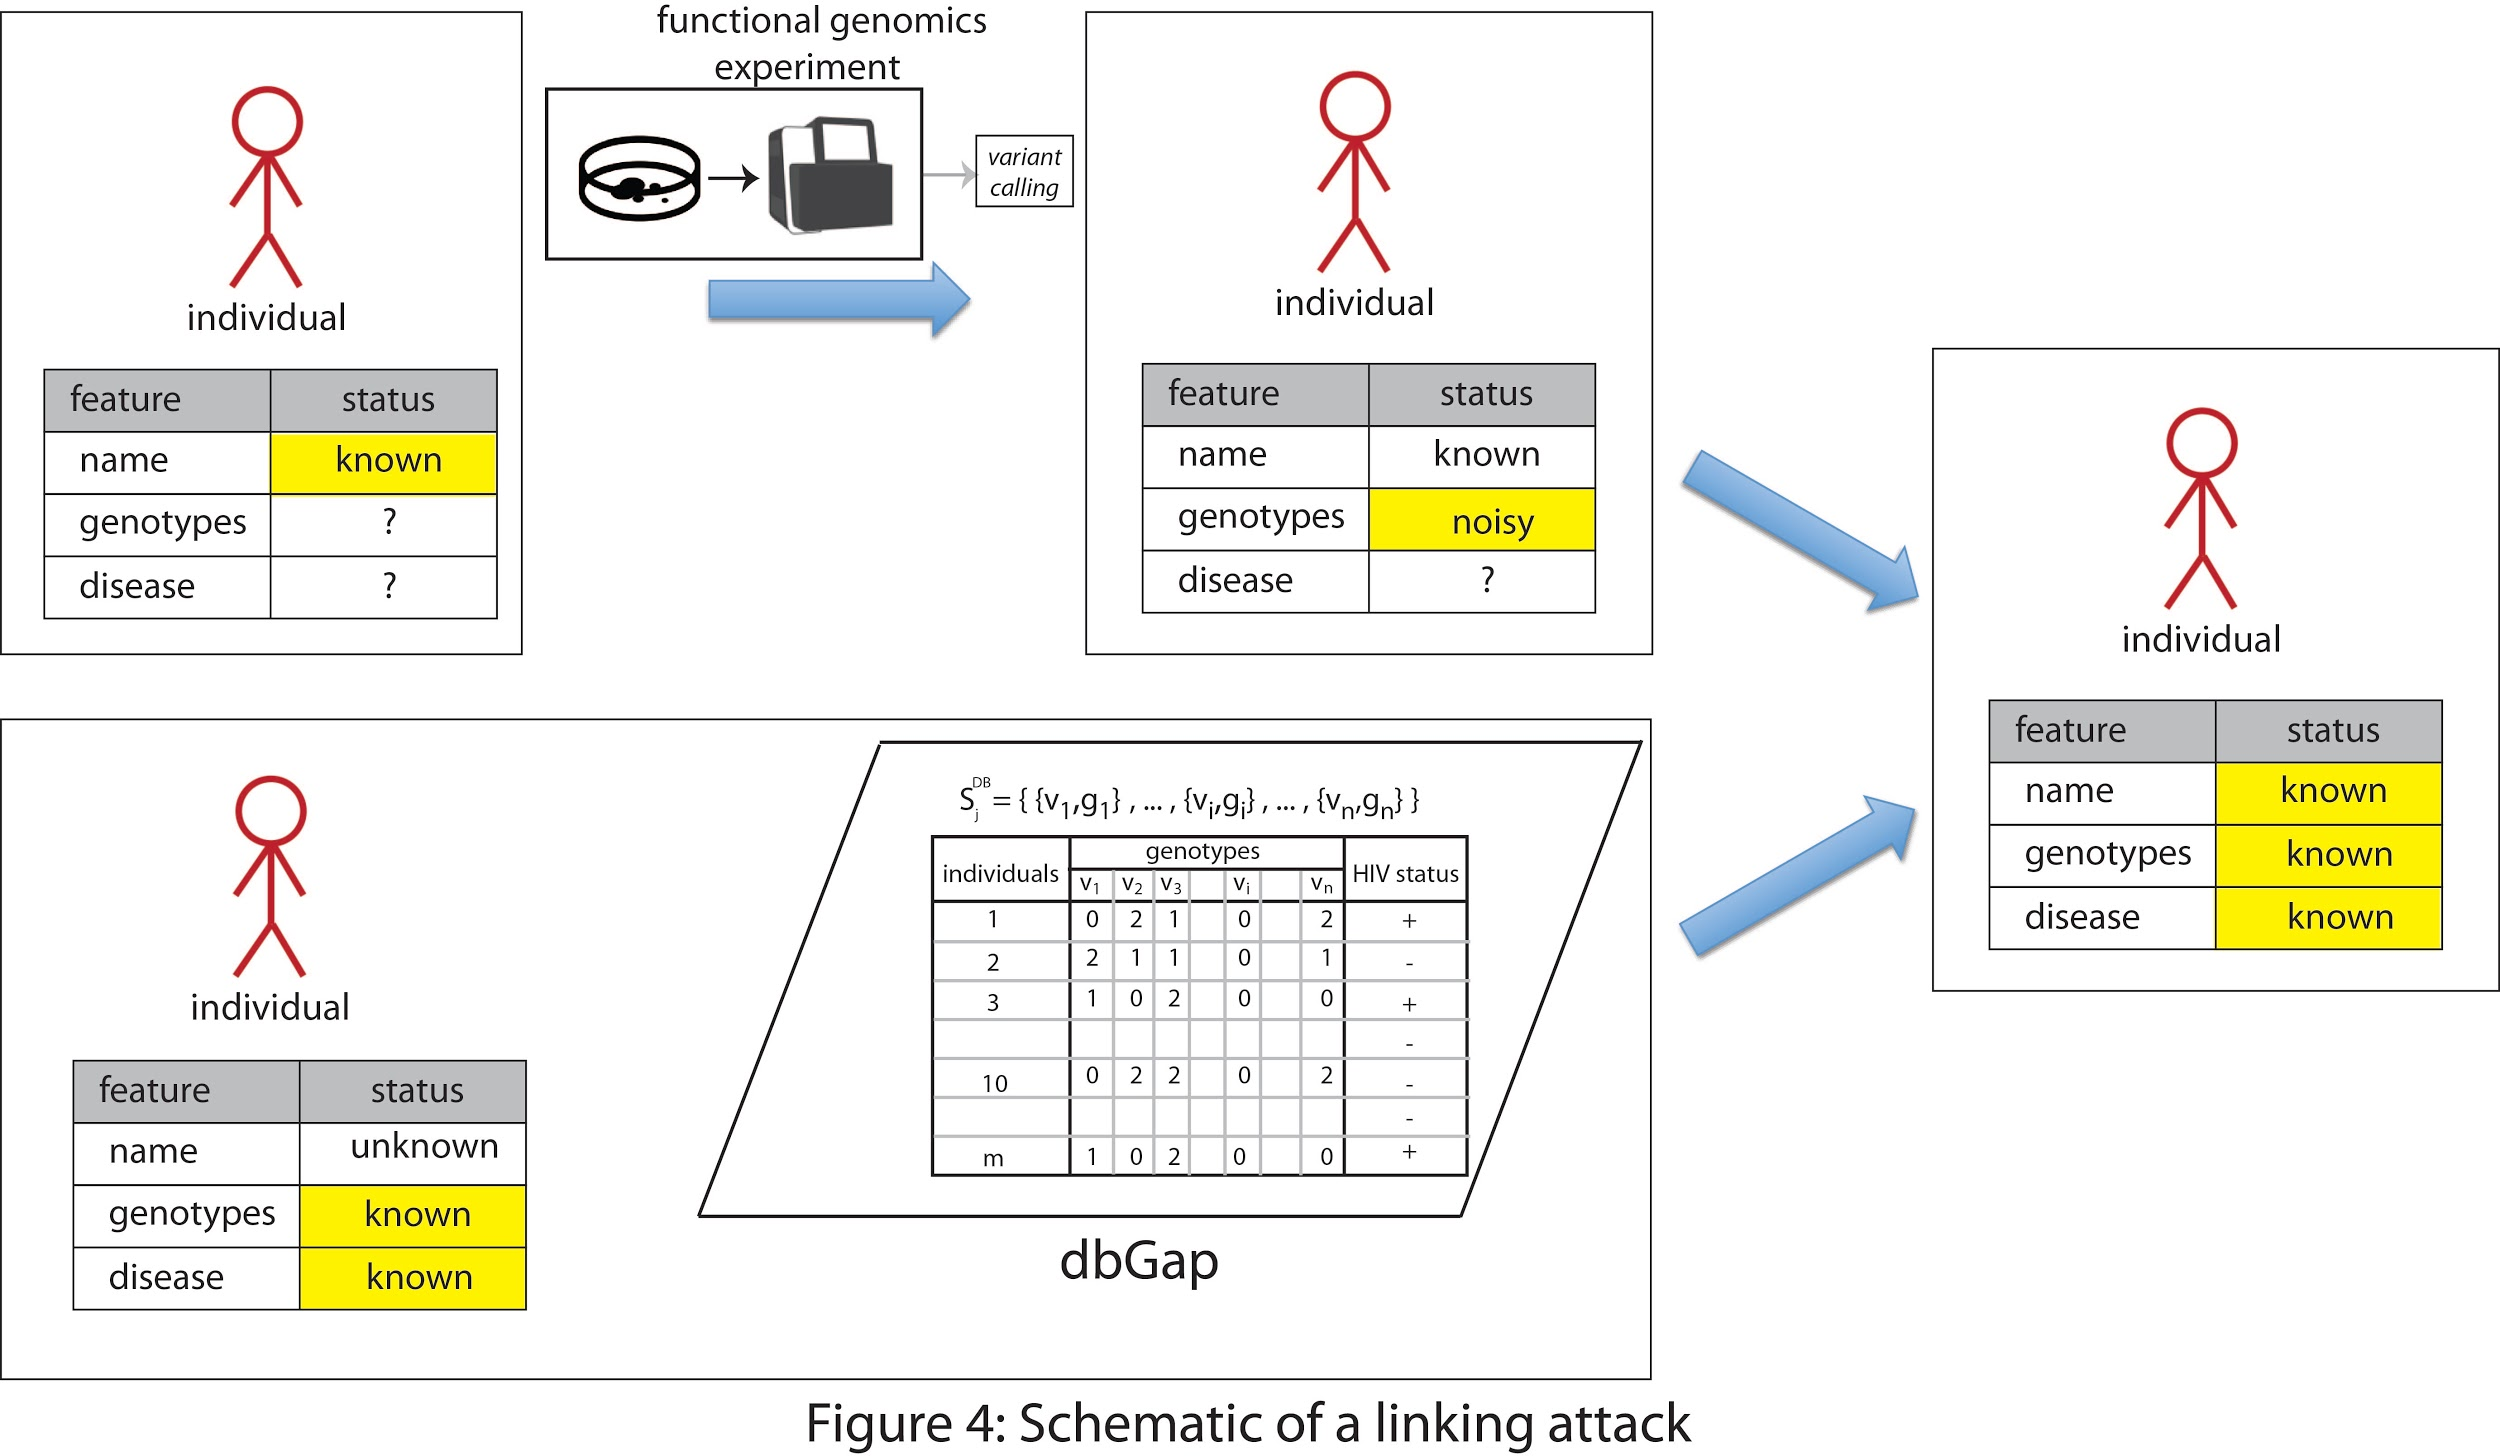 functional genomics
experiment
variant
calling
individual
feature status
name known
genotypes ?
disease ?
individual
feature status
name known
genotypes noisy
disease ?
individual
feature status
name known
genotypes known
disease known
individual
feature status
name unknown
genotypes known
disease known
S_j^DB = { {v1,g1} , ... , {vi,gi} , ... , {vn,gn} }
individuals genotypes HIV status
v1 v2 v3 vi vn
1 0 2 1 0 2 +
2 2 1 1 0 1 -
3 1 0 2 0 0 +
-
10 0 2 2 0 2 -
-
m 1 0 2 0 0 +
dbGap
Figure 4: Schematic of a linking attack